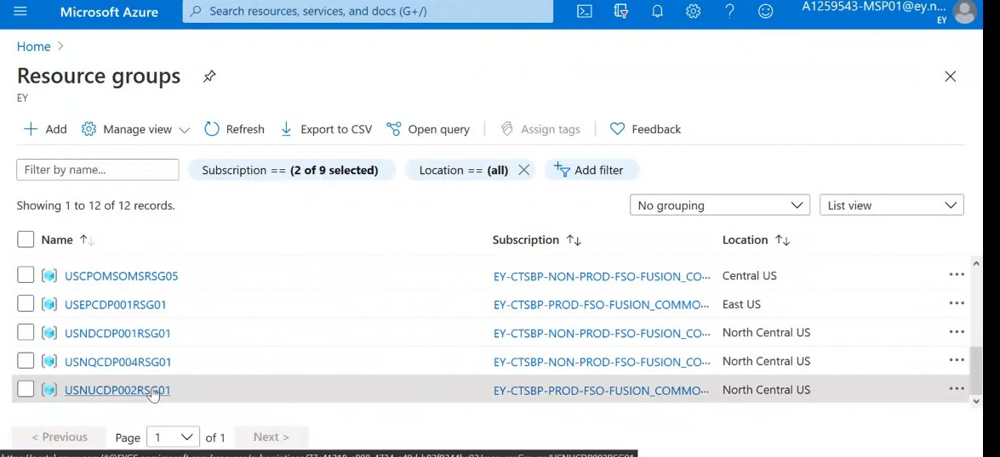 Microsoft Azure
Search resources, services, and docs (G+/)
A1259543-MSP01@ey.n...
EY
Home >
Resource groups
EY
+ Add
Manage view
Refresh
Export to CSV
Open query
Assign tags
Feedback
Filter by name...
Subscription == (2 of 9 selected)
Location == (all)
Add filter
Showing 1 to 12 of 12 records.
No grouping
List view
Name
Subscription
Location
USCPOMSOMSRSG05 EY-CTSBP-NON-PROD-FSO-FUSION_CO... Central US
USEPCDP001RSG01 EY-CTSBP-PROD-FSO-FUSION_COMMO... East US
USNDCDP001RSG01 EY-CTSBP-NON-PROD-FSO-FUSION_CO... North Central US
USNQCDP004RSG01 EY-CTSBP-NON-PROD-FSO-FUSION_CO... North Central US
USNUCDP002RSG01 EY-CTSBP-PROD-FSO-FUSION_COMMO... North Central US
< Previous
Page 1 of 1
Next >